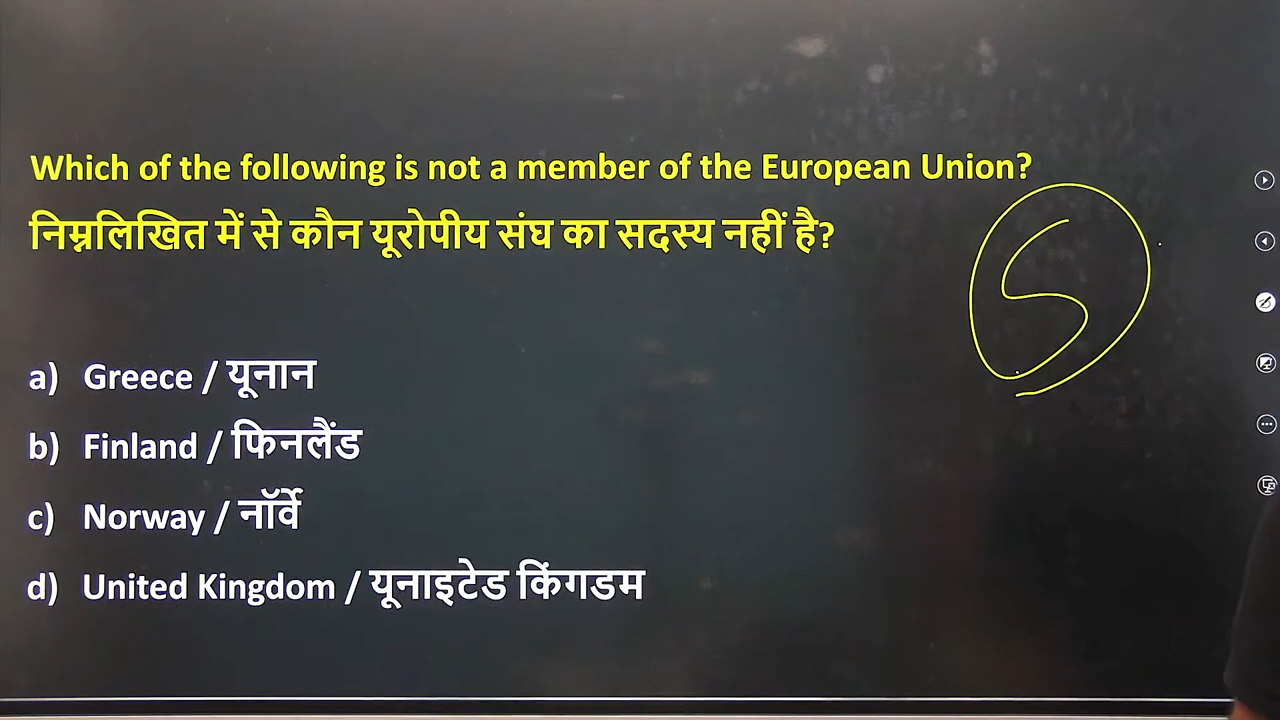 Which of the following is not a member of the European Union?
निम्नलिखित में से कौन यूरोपीय संघ का सदस्य नहीं है?
5
a) Greece / यूनान
b) Finland / फिनलैंड
c) Norway / नॉर्वे
d) United Kingdom / यूनाइटेड किंगडम